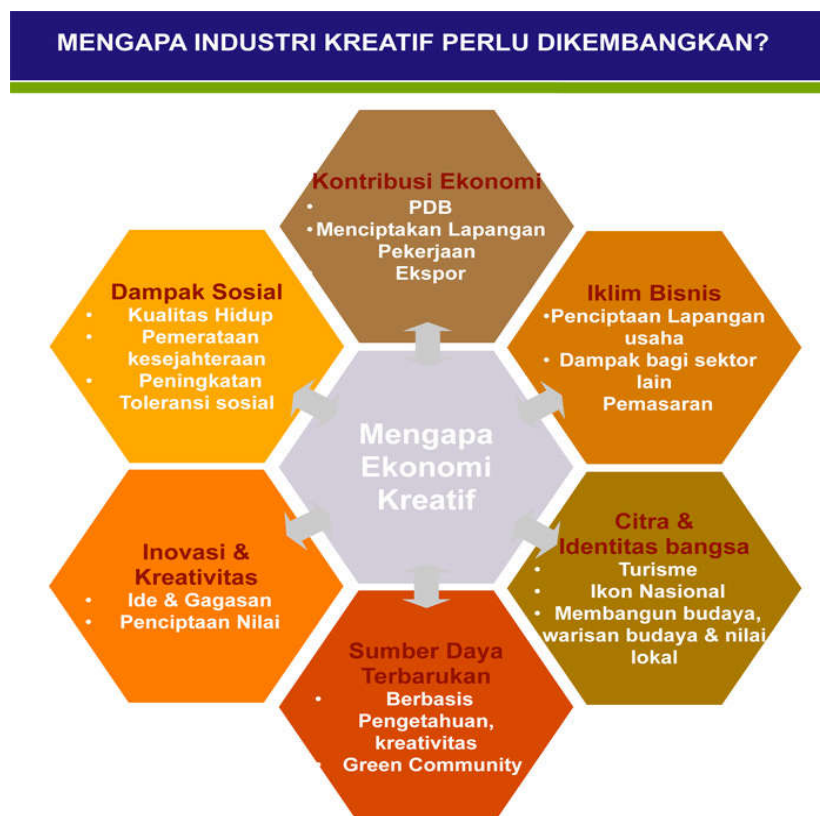 MENGAPA INDUSTRI KREATIF PERLU DIKEMBANGKAN?
Kontribusi Ekonomi
• PDB
•Menciptakan Lapangan
Pekerjaan
• Ekspor
Iklim Bisnis
•Penciptaan Lapangan
usaha
• Dampak bagi sektor
lain
Pemasaran
Citra &
Identitas bangsa
• Turisme
• Ikon Nasional
• Membangun budaya,
warisan budaya & nilai
lokal
Sumber Daya
Terbarukan
• Berbasis
Pengetahuan,
kreativitas
• Green Community
Inovasi &
Kreativitas
• Ide & Gagasan
• Penciptaan Nilai
Dampak Sosial
• Kualitas Hidup
• Pemerataan
kesejahteraan
• Peningkatan
Toleransi sosial
Mengapa
Ekonomi
Kreatif